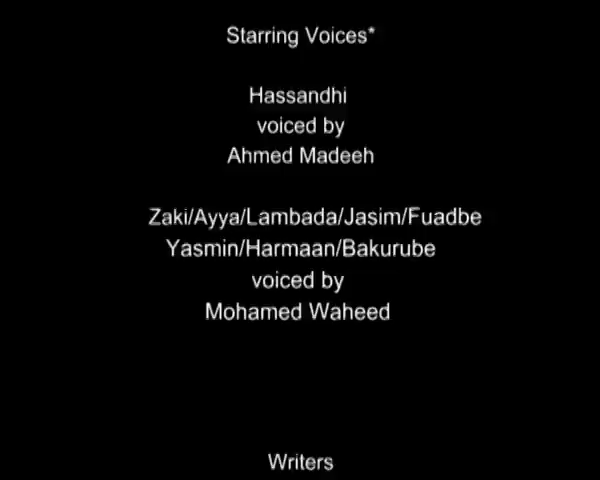 Starring Voices*
Hassandhi
voiced by
Ahmed Madeeh
Zaki/Ayya/Lambada/Jasim/Fuadbe
Yasmin/Harmaan/Bakurube
voiced by
Mohamed Waheed
Writers